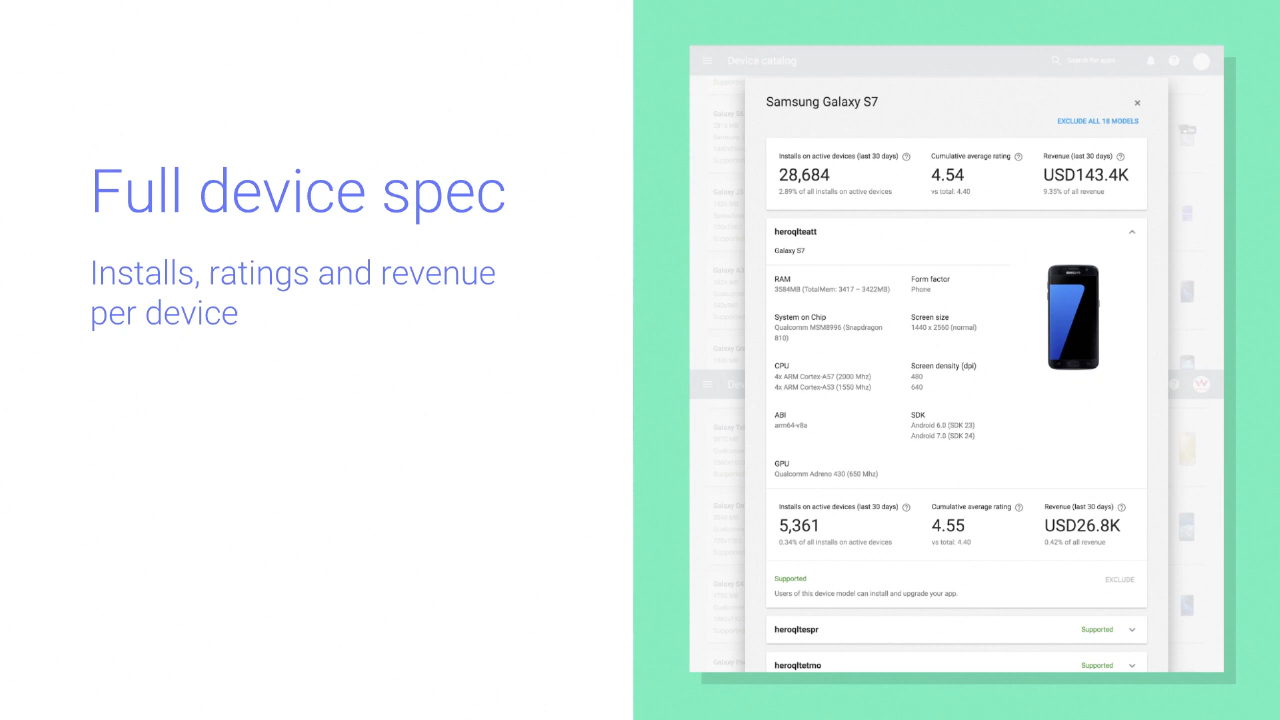 Full device spec
Installs, ratings and revenue
per device
Device catalog
Search for apps
Samsung Galaxy S7
EXCLUDE ALL 18 MODELS
Installs on active devices (last 30 days)
28,684
2.89% of all installs on active devices
Cumulative average rating
4.54
vs total: 4.40
Revenue (last 30 days)
USD143.4K
9.35% of all revenue
heroqlteatt
Galaxy S7
RAM
3584MB (TotalMem: 3417 – 3422MB)
Form factor
Phone
System on Chip
Qualcomm MSM8996 (Snapdragon
810)
Screen size
1440 x 2560 (normal)
CPU
4x ARM Cortex-A57 (2000 Mhz)
4x ARM Cortex-A53 (1550 Mhz)
Screen density (dpi)
480
640
ABI
arm64-v8a
SDK
Android 6.0 (SDK 23)
Android 7.0 (SDK 24)
GPU
Qualcomm Adreno 430 (650 Mhz)
SAMSUNG
Installs on active devices (last 30 days)
5,361
0.34% of all installs on active devices
Cumulative average rating
4.55
vs total: 4.40
Revenue (last 30 days)
USD26.8K
0.42% of all revenue
Supported
EXCLUDE
Users of this device model can install and upgrade your app.
heroqltespr
Supported
heroqltetmo
Supported